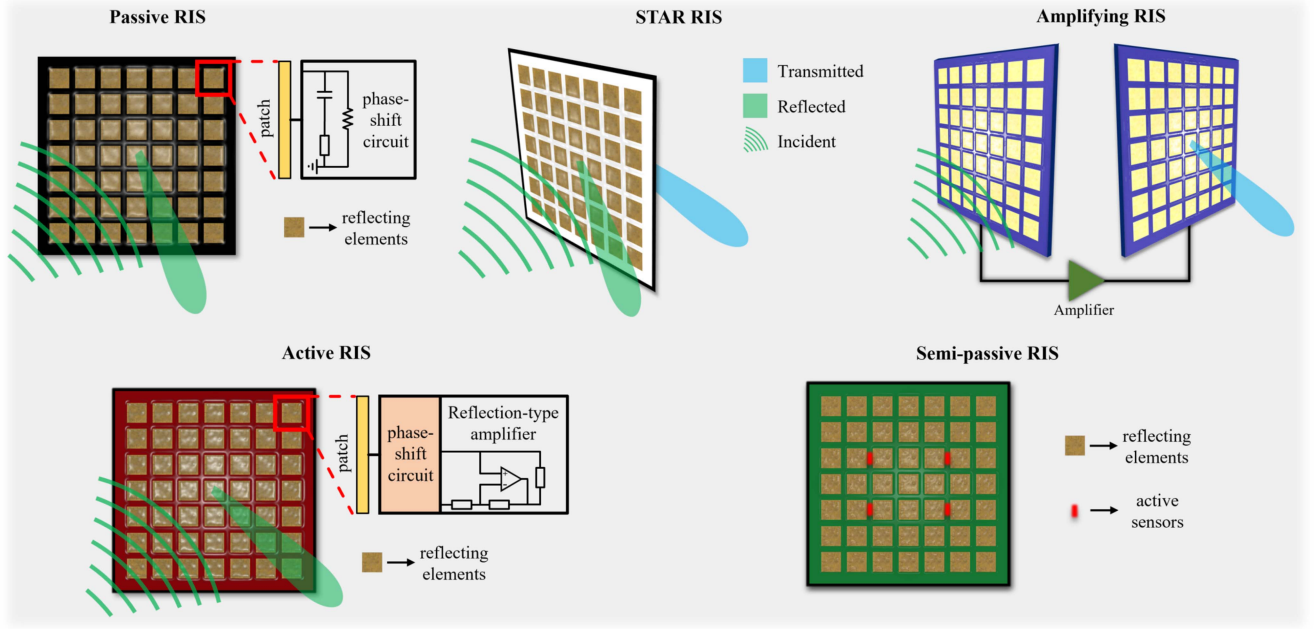 Passive RIS
patch
phase-
shift
circuit
reflecting
elements
STAR RIS
Transmitted
Reflected
Incident
Amplifying RIS
Amplifier
Active RIS
patch
phase-
shift
circuit
Reflection-type
amplifier
reflecting
elements
Semi-passive RIS
reflecting
elements
active
sensors